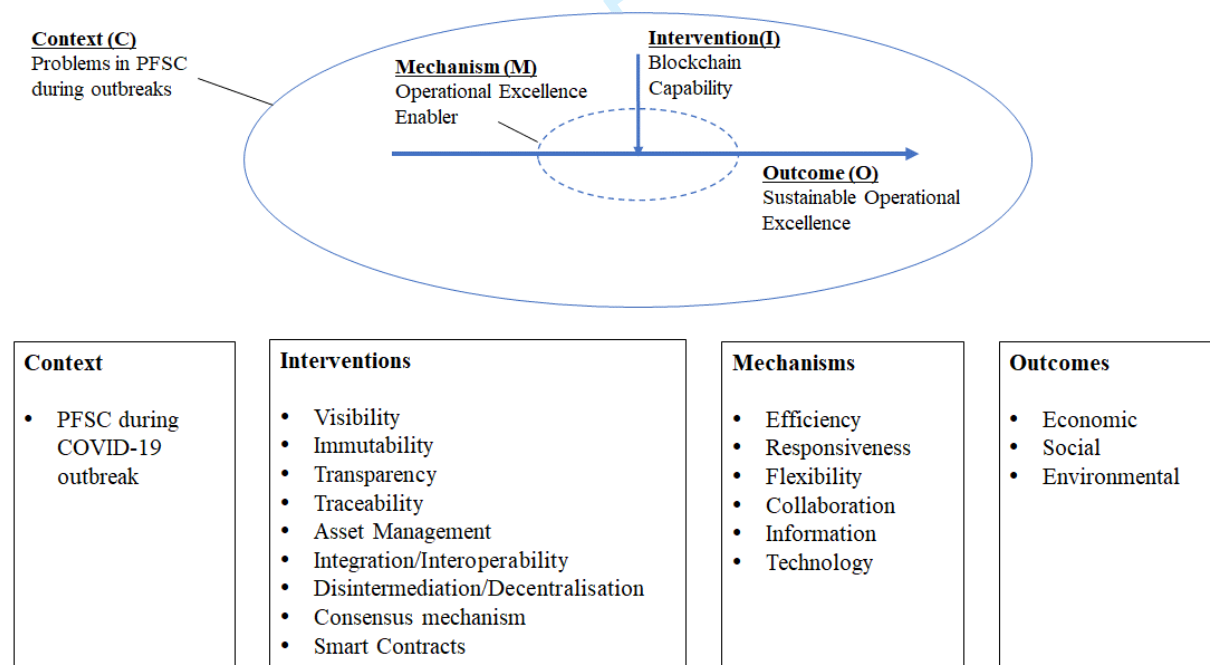 Context (C)
Problems in PFSC
during outbreaks
Mechanism (M)
Operational Excellence
Enabler
Intervention(I)
Blockchain
Capability
Outcome (O)
Sustainable Operational
Excellence
Context
• PFSC during
COVID-19
outbreak
Interventions
• Visibility
• Immutability
• Transparency
• Traceability
• Asset Management
• Integration/Interoperability
• Disintermediation/Decentralisation
• Consensus mechanism
• Smart Contracts
Mechanisms
• Efficiency
• Responsiveness
• Flexibility
• Collaboration
• Information
• Technology
Outcomes
• Economic
• Social
• Environmental